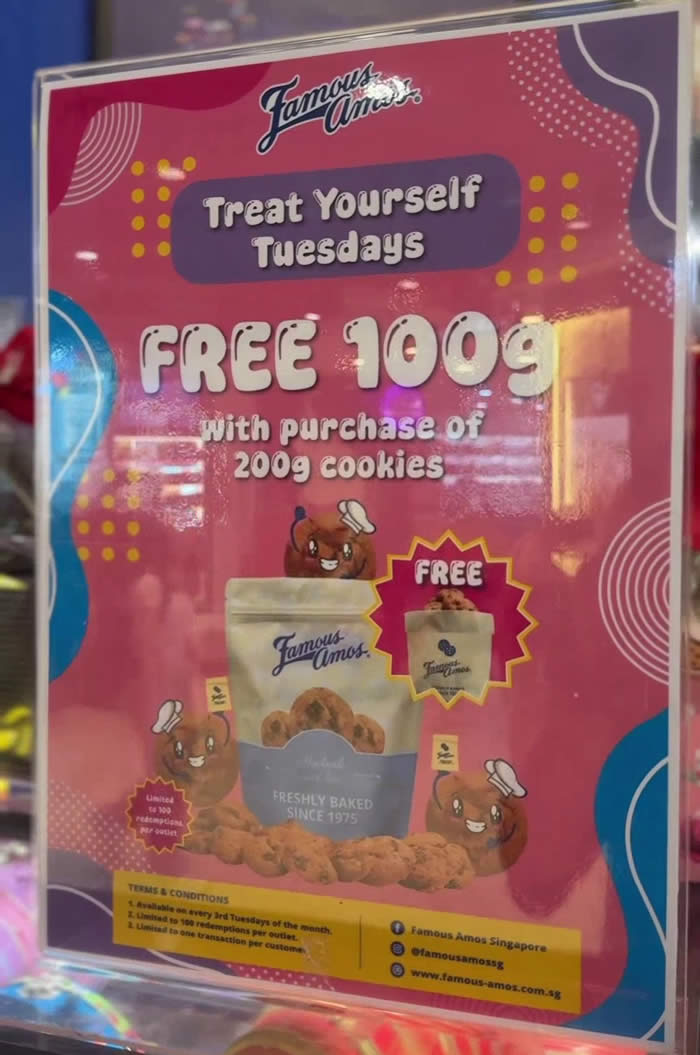 Famous
Amos.
Treat Yourself
Tuesdays
FREE 100g
with purchase of
200g cookies
FREE
Famous
Amos.
Famous
Amos.
FRESHLY BAKED
SINCE 1975
Limited
to 100
redemptions
per outlet
TERMS & CONDITIONS
1. Available on every 3rd Tuesdays of the month.
2. Limited to 100 redemptions per outlet.
3. Limited to one transaction per customer
Famous Amos Singapore
@famousamossg
www.famous-amos.com.sg